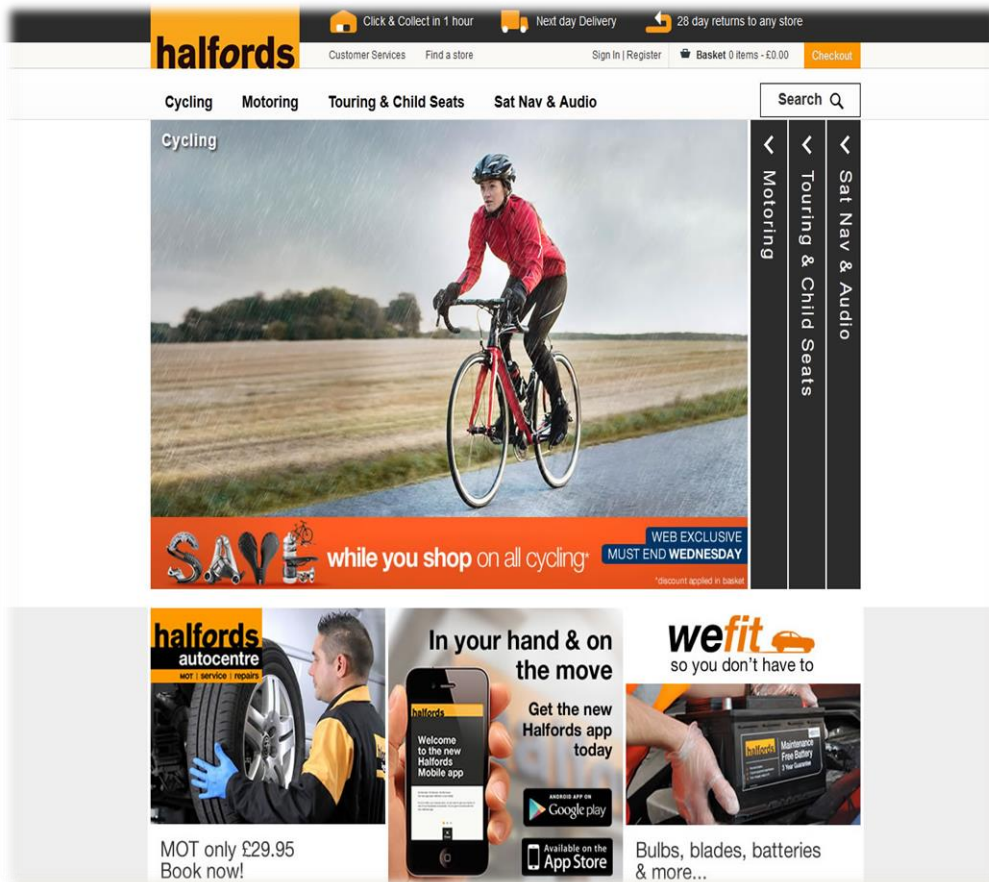 Click & Collect in 1 hour
Next day Delivery
28 day returns to any store
halfords
Customer Services
Find a store
Sign In | Register
Basket 0 items - £0.00
Checkout
Cycling
Motoring
Touring & Child Seats
Sat Nav & Audio
Search
Cycling
Motoring
Touring & Child Seats
Sat Nav & Audio
SAVE
while you shop on all cycling*
WEB EXCLUSIVE
MUST END WEDNESDAY
*discount applied in basket
halfords
autocentre
MOT | service | repairs
MOT only £29.95
Book now!
In your hand & on
the move
Get the new
Halfords app
today
halfords
Welcome
to the new
Halfords
Mobile app
ANDROID APP ON
Google play
Available on the
App Store
wefit
so you don't have to
halfords
Maintenance
Free Battery
3 Year Guarantee
Bulbs, blades, batteries
& more...